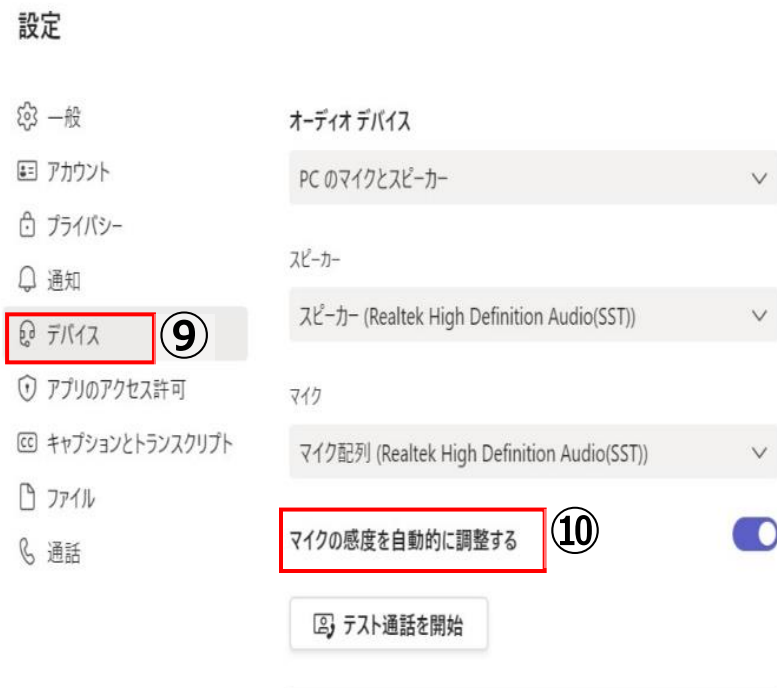 設定
一般
アカウント
プライバシー
通知
デバイス ⑨
アプリのアクセス許可
CC キャプションとトランスクリプト
ファイル
通話
オーディオ デバイス
PC のマイクとスピーカー
スピーカー
スピーカー (Realtek High Definition Audio(SST))
マイク
マイク配列 (Realtek High Definition Audio(SST))
マイクの感度を自動的に調整する ⑩
テスト通話を開始